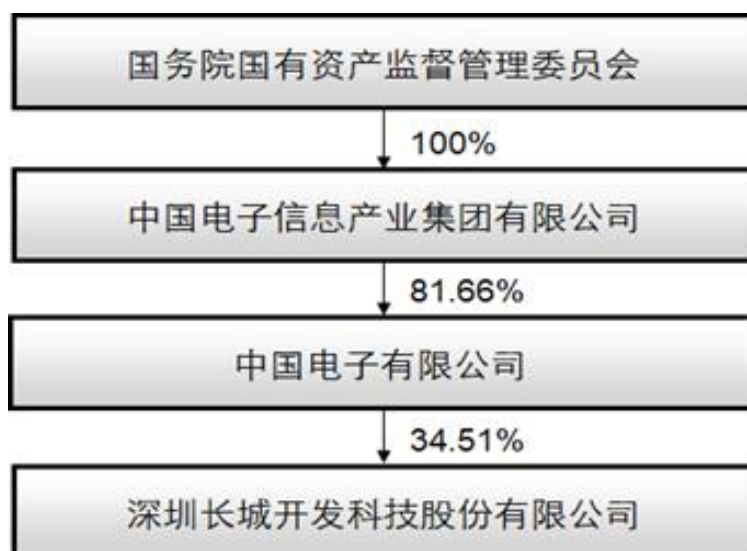 国务院国有资产监督管理委员会
100%
中国电子信息产业集团有限公司
81.66%
中国电子有限公司
34.51%
深圳长城开发科技股份有限公司